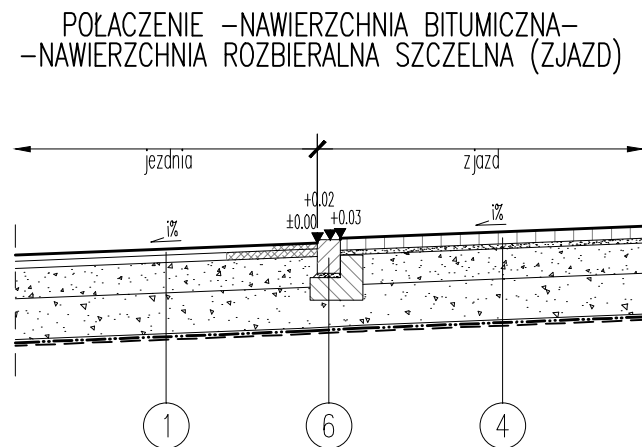 POŁACZENIE -NAWIERZCHNIA BITUMICZNA-
-NAWIERZCHNIA ROZBIERALNA SZCZELNA (ZJAZD)
jezdnia
zjazd
+0.02
±0.00
+0.03
i%
i%
1
6
4